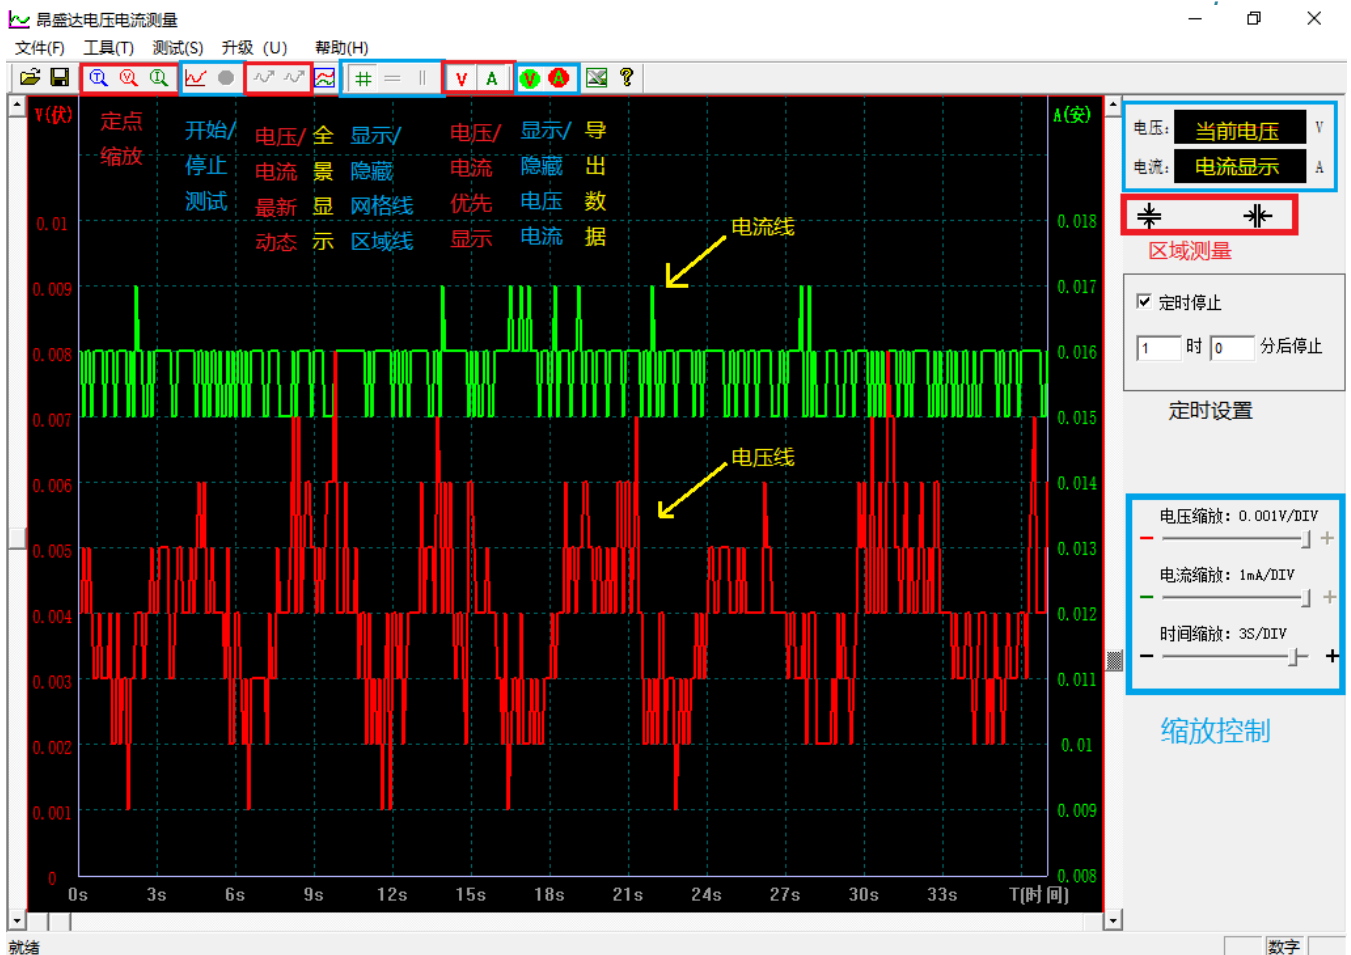 昂盛达电压电流测量
文件(F) 工具(T) 测试(S) 升级 (U) 帮助(H)
T V I V A V A
V(伏)
A(安)
定点
缩放
开始/
停止
测试
电压/
电流
最新
动态
全
景
显
示
显示/
隐藏
网格线
区域线
电压/
电流
优先
显示
显示/
隐藏
电压
电流
导
出
数
据
电流线
电压线
0.01
0.009
0.008
0.007
0.006
0.005
0.004
0.003
0.002
0.001
0
0.018
0.017
0.016
0.015
0.014
0.013
0.012
0.011
0.01
0.009
0.008
0s 3s 6s 9s 12s 15s 18s 21s 24s 27s 30s 33s T(时间)
电压: 当前电压 V
电流: 电流显示 A
区域测量
定时停止
1 时 0 分后停止
定时设置
电压缩放: 0.001V/DIV
电流缩放: 1mA/DIV
时间缩放: 3S/DIV
缩放控制
就绪
数字